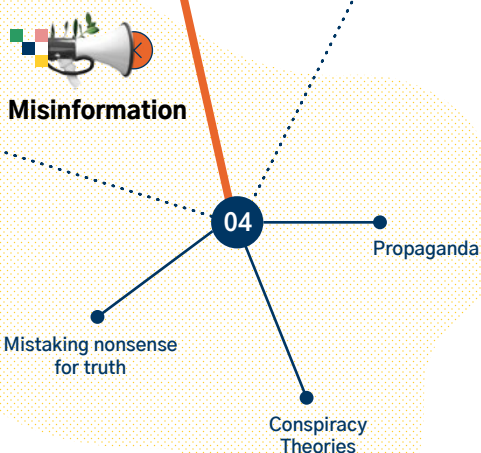 Misinformation
04
Propaganda
Mistaking nonsense
for truth
Conspiracy
Theories